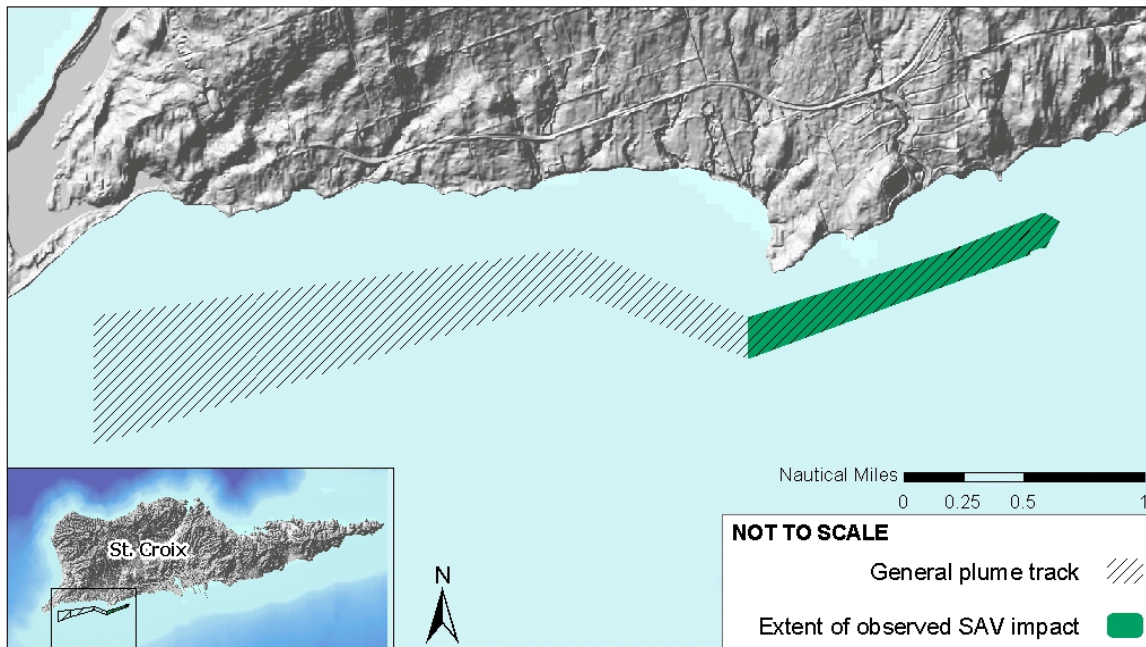 Nautical Miles
0 0.25 0.5 1
NOT TO SCALE
General plume track
Extent of observed SAV impact
St. Croix
N